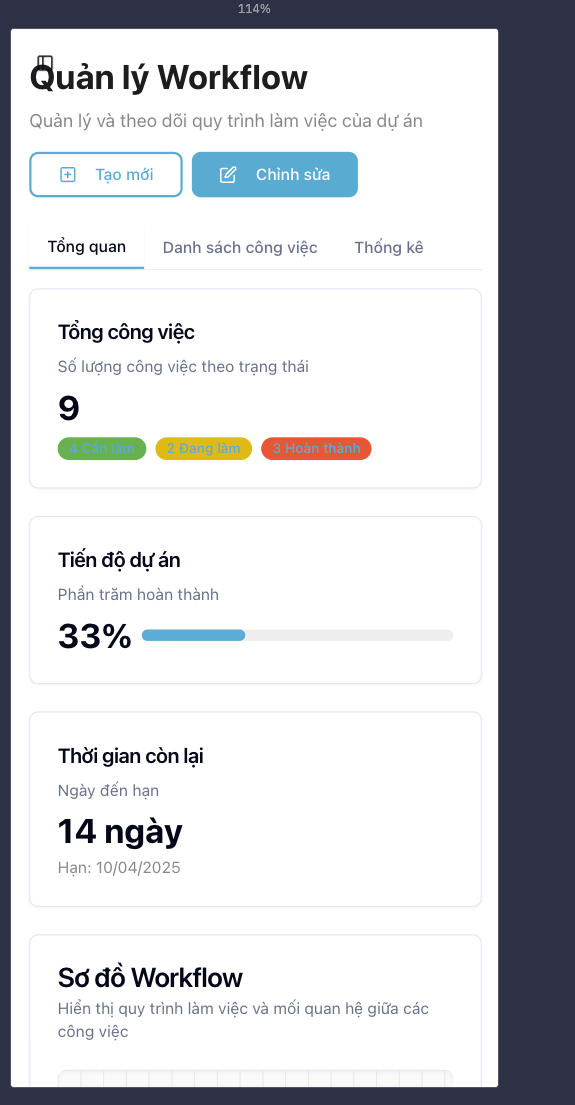 114%
Quản lý Workflow
Quản lý và theo dõi quy trình làm việc của dự án
Tạo mới
Chỉnh sửa
Tổng quan
Danh sách công việc
Thống kê
Tổng công việc
Số lượng công việc theo trạng thái
9
4 Cần làm
2 Đang làm
3 Hoàn thành
Tiến độ dự án
Phần trăm hoàn thành
33%
Thời gian còn lại
Ngày đến hạn
14 ngày
Hạn: 10/04/2025
Sơ đồ Workflow
Hiển thị quy trình làm việc và mối quan hệ giữa các
công việc